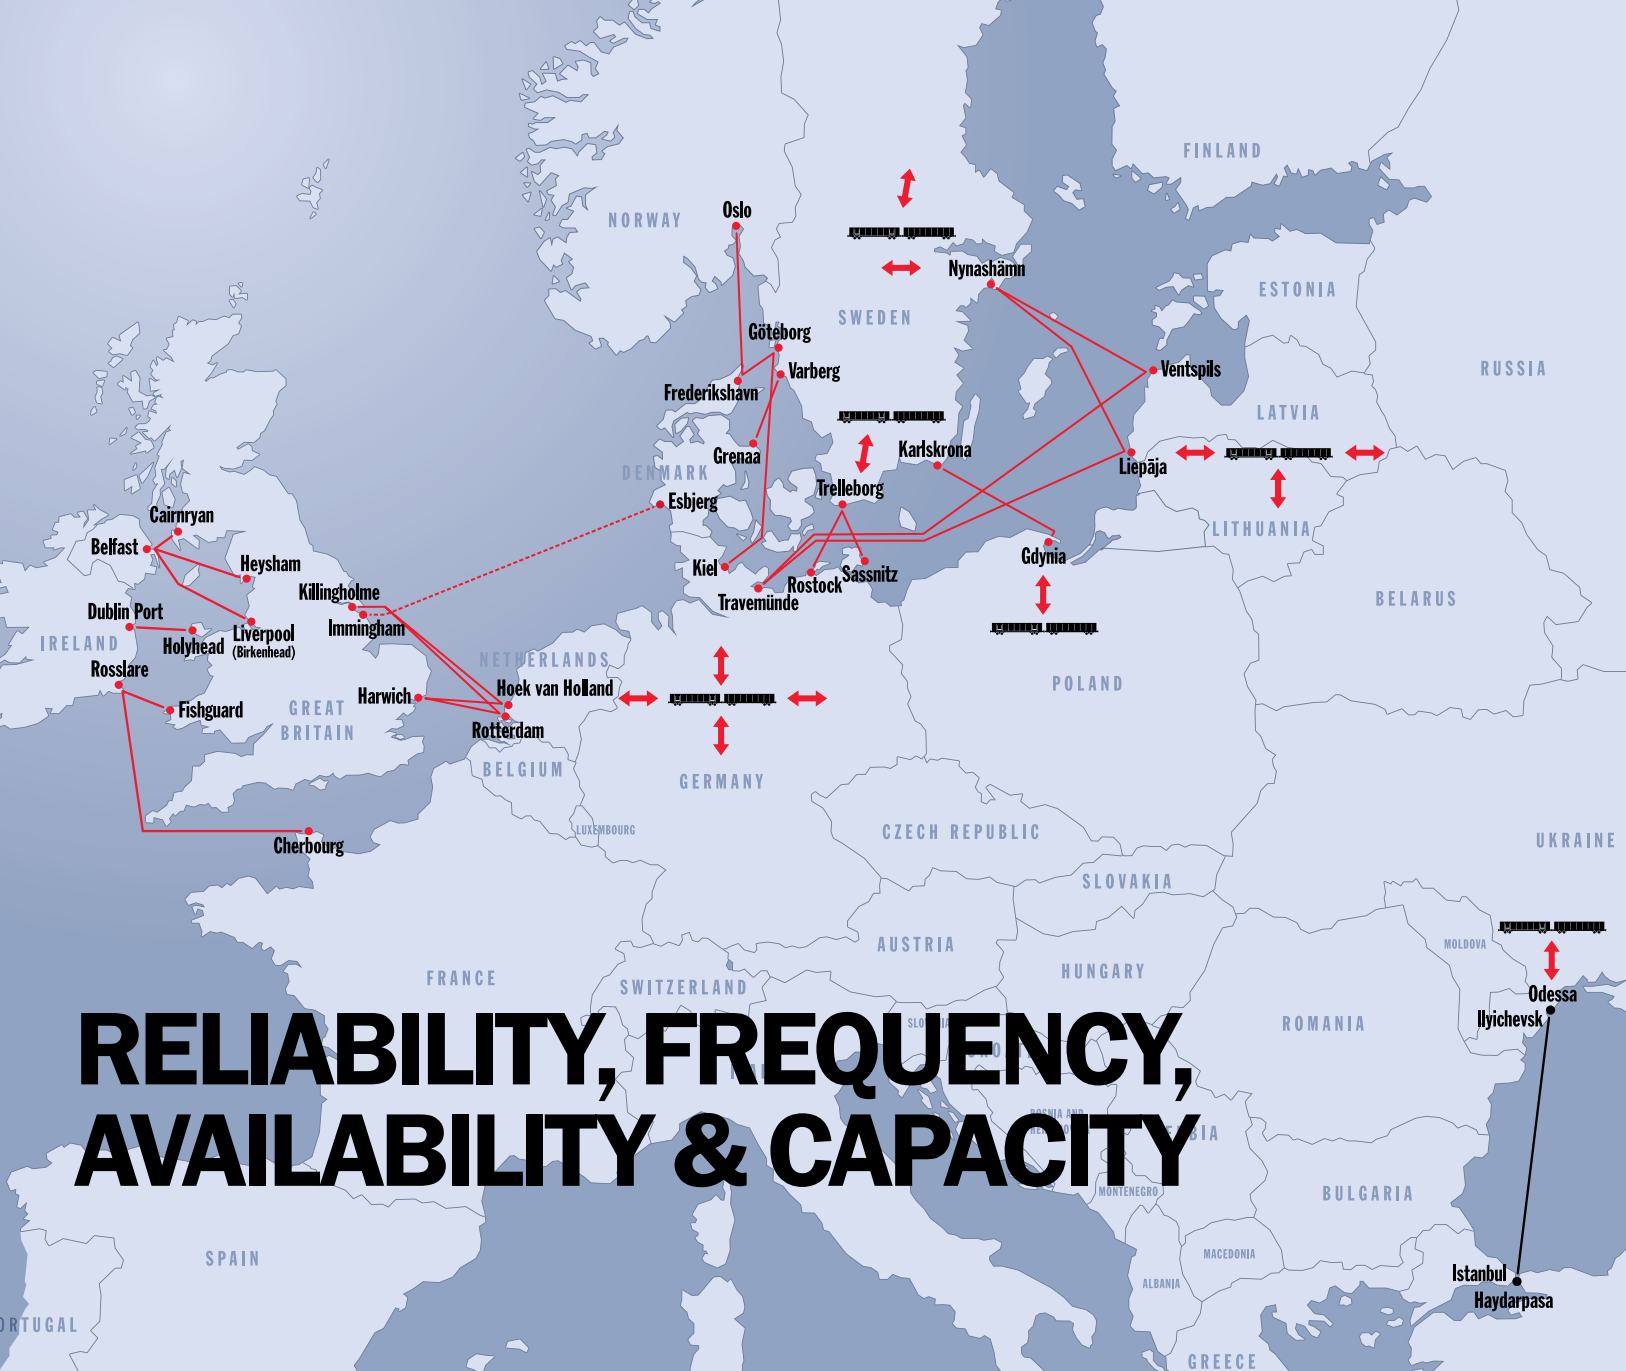 FINLAND
NORWAY
Oslo
Nynashämn
ESTONIA
SWEDEN
Göteborg
Varberg
Frederikshavn
Ventspils
RUSSIA
LATVIA
Grenaa
Karlskrona
Liepāja
DENMARK
Trelleborg
Esbjerg
LITHUANIA
Cairnryan
Belfast
Heysham
Gdynia
Kiel
Sassnitz
Rostock
Travemünde
BELARUS
Killingholme
Immingham
Dublin Port
IRELAND
Holyhead
Liverpool
(Birkenhead)
Rosslare
Fishguard
GREAT
BRITAIN
NETHERLANDS
Harwich
Hoek van Holland
Rotterdam
POLAND
BELGIUM
GERMANY
LUXEMBOURG
CZECH REPUBLIC
UKRAINE
Cherbourg
SLOVAKIA
AUSTRIA
MOLDOVA
HUNGARY
FRANCE
SWITZERLAND
Odessa
Ilyichevsk
ROMANIA
RELIABILITY, FREQUENCY,
AVAILABILITY & CAPACITY
BOSNIA AND
MONTENEGRO
BULGARIA
SPAIN
MACEDONIA
ALBANIA
Istanbul
Haydarpasa
GREECE